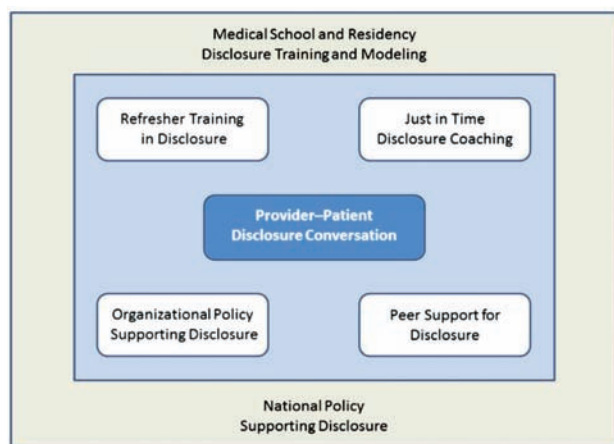 Medical School and Residency
Disclosure Training and Modeling
Refresher Training
in Disclosure
Just in Time
Disclosure Coaching
Provider–Patient
Disclosure Conversation
Organizational Policy
Supporting Disclosure
Peer Support for
Disclosure
National Policy
Supporting Disclosure